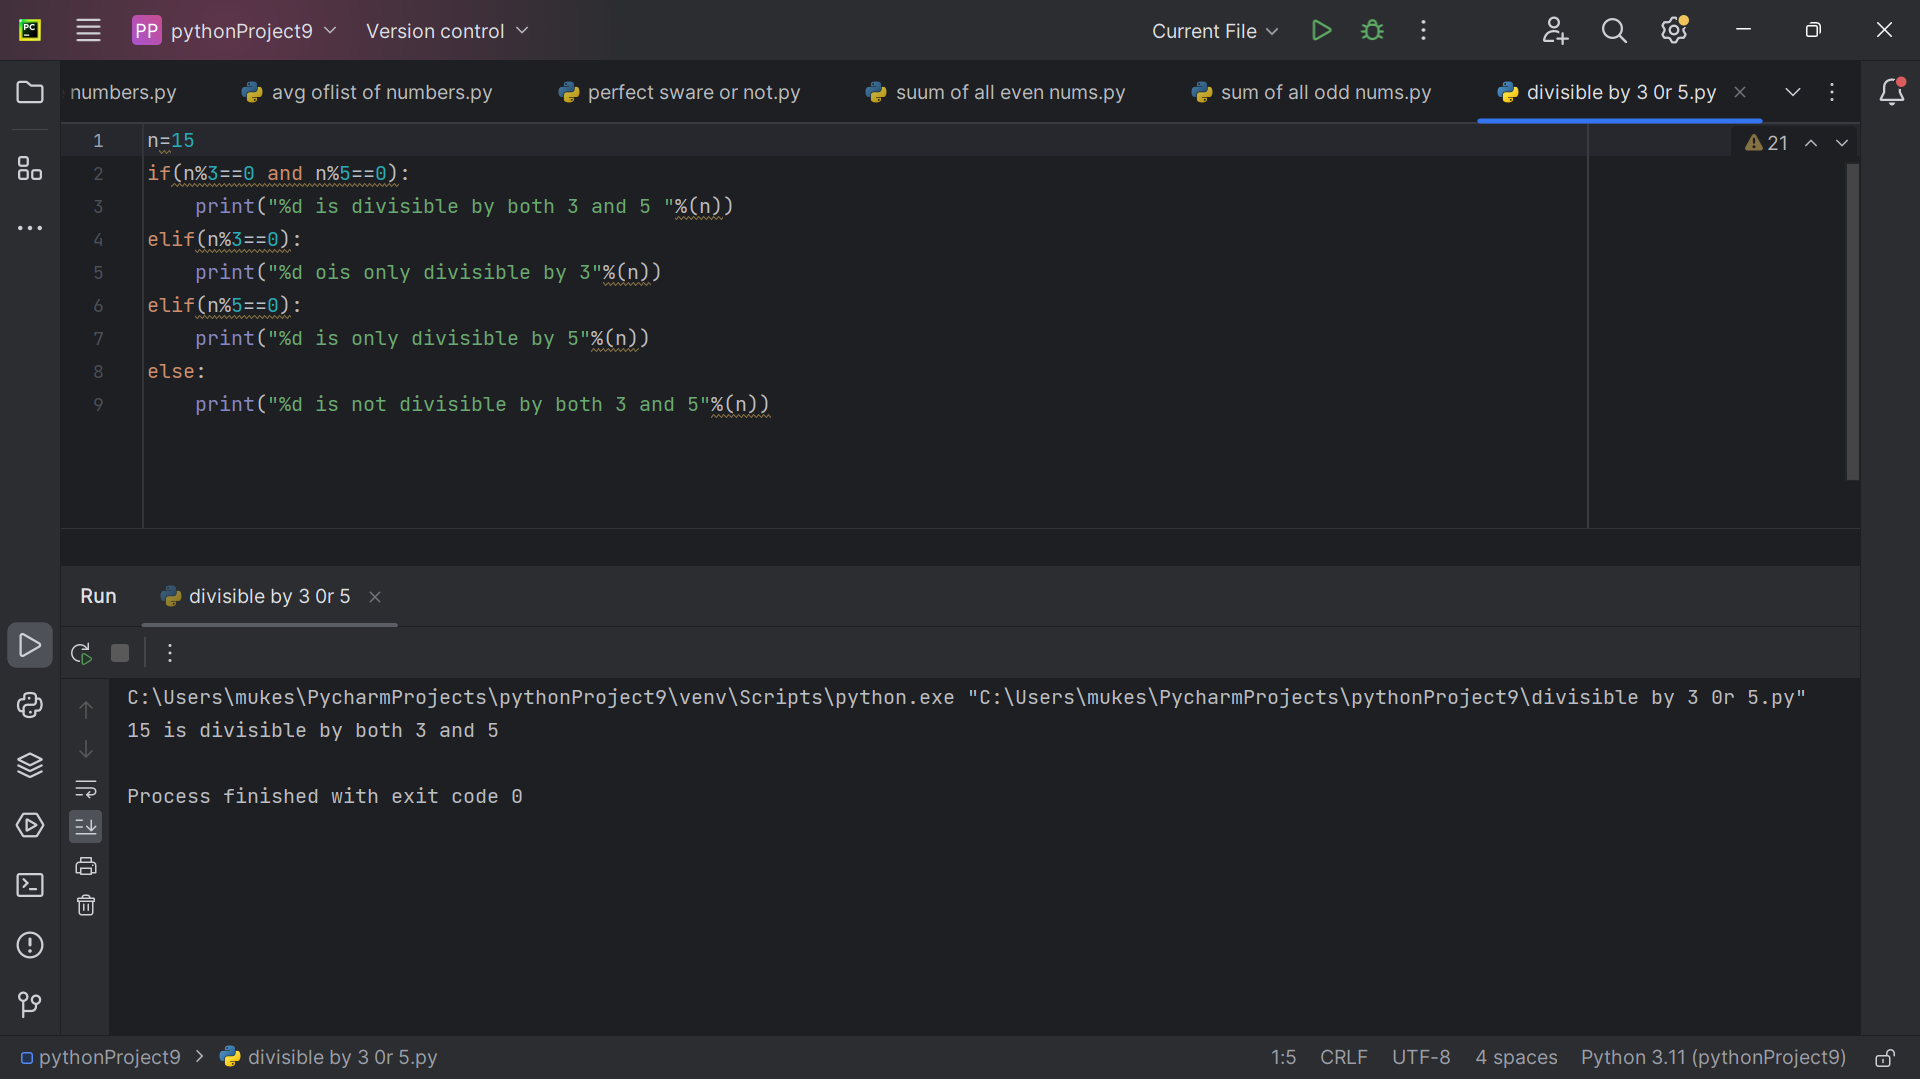 PC
PP pythonProject9 Version control Current File
numbers.py avg oflist of numbers.py perfect sware or not.py suum of all even nums.py sum of all odd nums.py divisible by 3 0r 5.py
21
1 n=15
2 if(n%3==0 and n%5==0):
3     print("%d is divisible by both 3 and 5 "%(n))
4 elif(n%3==0):
5     print("%d ois only divisible by 3"%(n))
6 elif(n%5==0):
7     print("%d is only divisible by 5"%(n))
8 else:
9     print("%d is not divisible by both 3 and 5"%(n))
Run divisible by 3 0r 5
C:\Users\mukes\PycharmProjects\pythonProject9\venv\Scripts\python.exe "C:\Users\mukes\PycharmProjects\pythonProject9\divisible by 3 0r 5.py"
15 is divisible by both 3 and 5
Process finished with exit code 0
pythonProject9 > divisible by 3 0r 5.py 1:5 CRLF UTF-8 4 spaces Python 3.11 (pythonProject9)